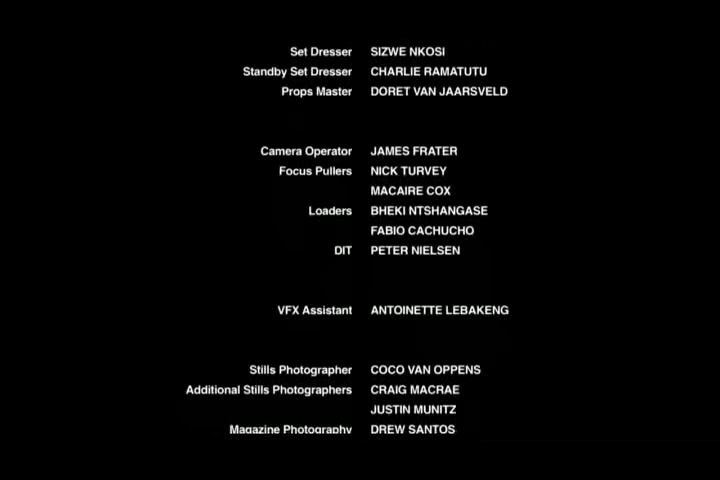 Set Dresser SIZWE NKOSI
Standby Set Dresser CHARLIE RAMATUTU
Props Master DORET VAN JAARSVELD
Camera Operator JAMES FRATER
Focus Pullers NICK TURVEY
MACAIRE COX
Loaders BHEKI NTSHANGASE
FABIO CACHUCHO
DIT PETER NIELSEN
VFX Assistant ANTOINETTE LEBAKENG
Stills Photographer COCO VAN OPPENS
Additional Stills Photographers CRAIG MACRAE
JUSTIN MUNITZ
Magazine Photography DREW SANTOS